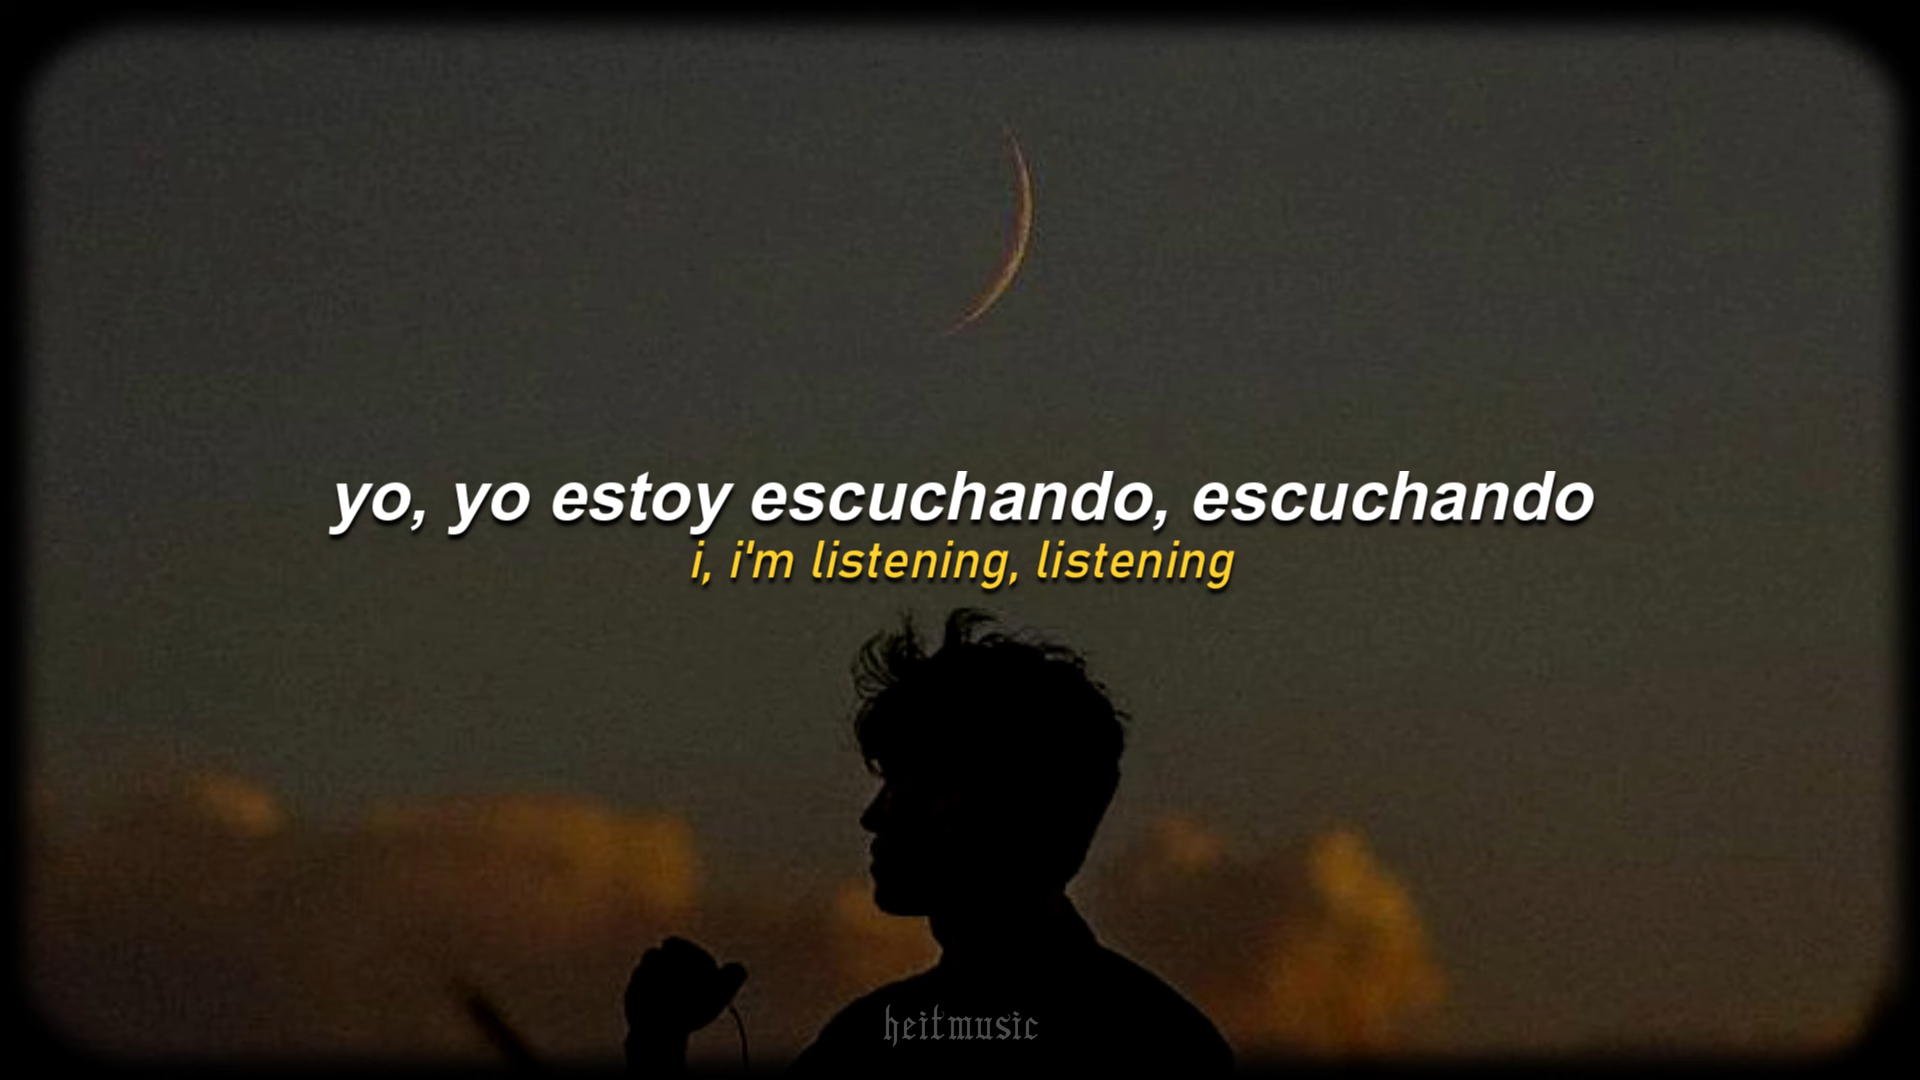 yo, yo estoy escuchando, escuchando
i, i'm listening, listening
heitmusic